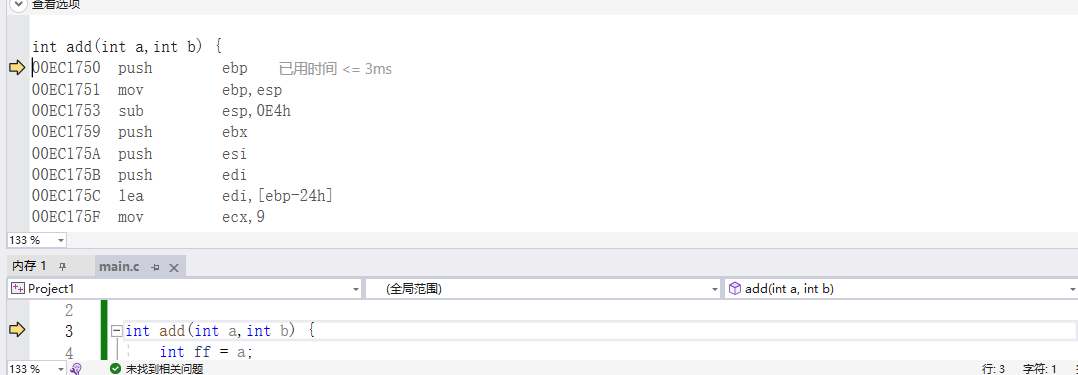 查看选项
int add(int a,int b) {
00EC1750 push ebp 已用时间 <= 3ms
00EC1751 mov ebp,esp
00EC1753 sub esp,0E4h
00EC1759 push ebx
00EC175A push esi
00EC175B push edi
00EC175C lea edi,[ebp-24h]
00EC175F mov ecx,9
133 %
内存 1 main.c
Project1 (全局范围) add(int a, int b)
2
3 int add(int a,int b) {
4 int ff = a;
133 % 未找到相关问题 行: 3 字符: 1